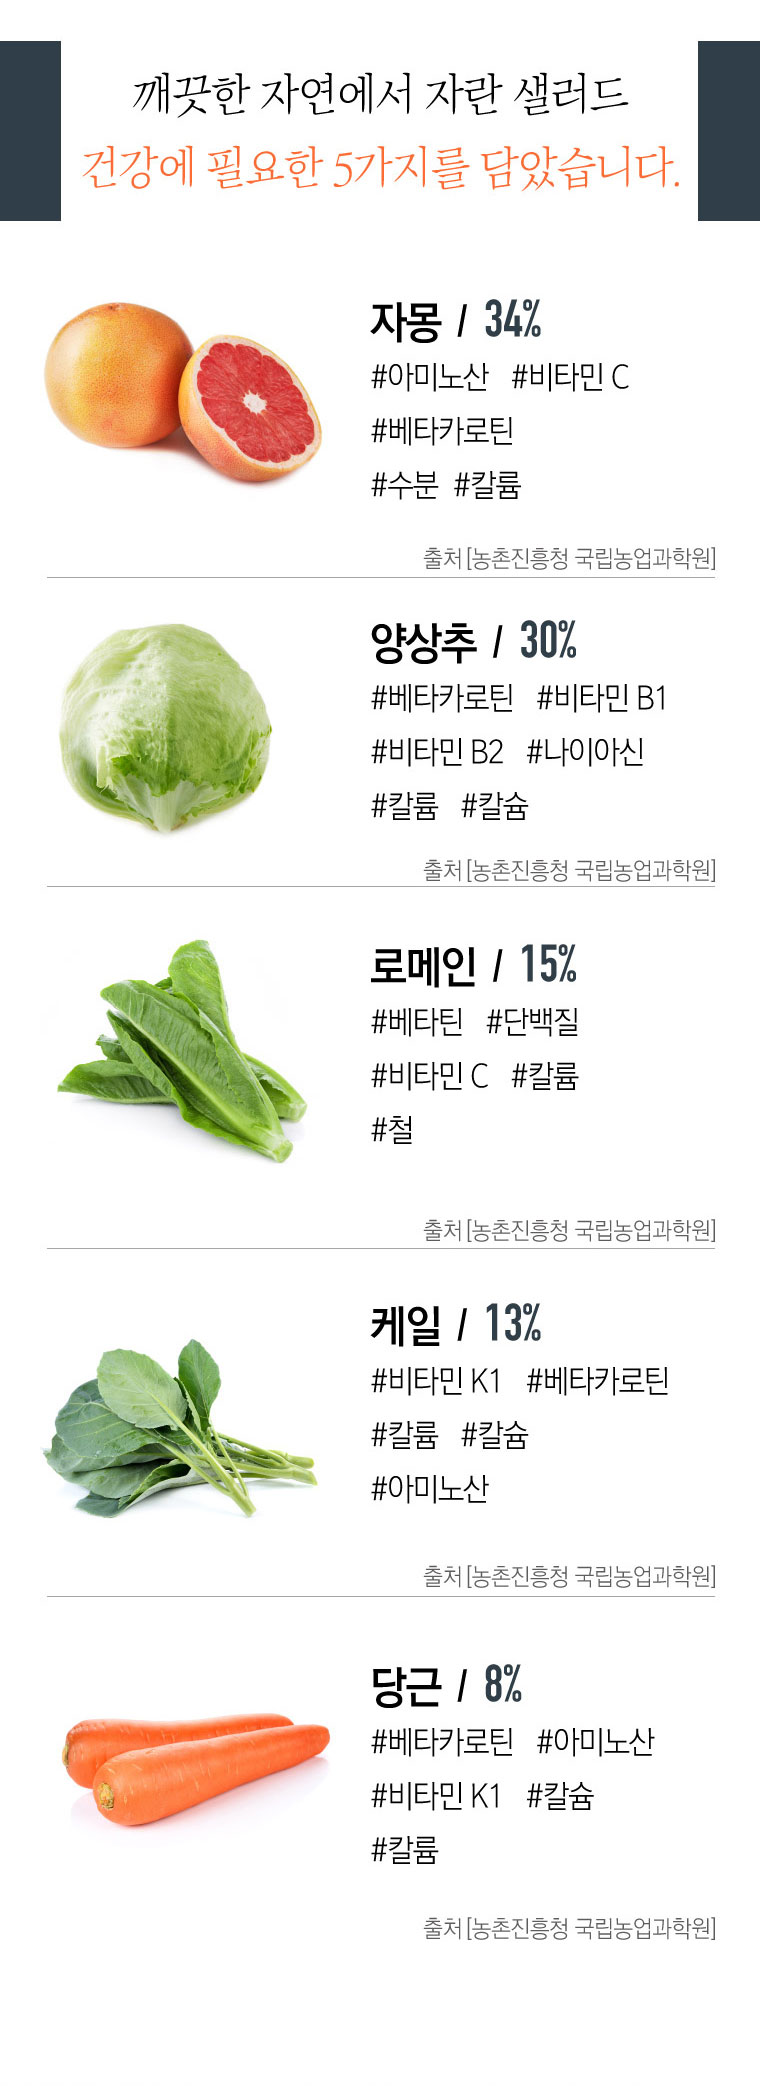 깨끗한 자연에서 자란 샐러드
건강에 필요한 5가지를 담았습니다.
자몽 / 34%
#아미노산 #비타민 C
#베타카로틴
#수분 #칼륨
출처 [농촌진흥청 국립농업과학원]
양상추 / 30%
#베타카로틴 #비타민 B1
#비타민 B2 #나이아신
#칼륨 #칼슘
출처 [농촌진흥청 국립농업과학원]
로메인 / 15%
#베타틴 #단백질
#비타민 C #칼륨
#철
출처 [농촌진흥청 국립농업과학원]
케일 / 13%
#비타민 K1 #베타카로틴
#칼륨 #칼슘
#아미노산
출처 [농촌진흥청 국립농업과학원]
당근 / 8%
#베타카로틴 #아미노산
#비타민 K1 #칼슘
#칼륨
출처 [농촌진흥청 국립농업과학원]